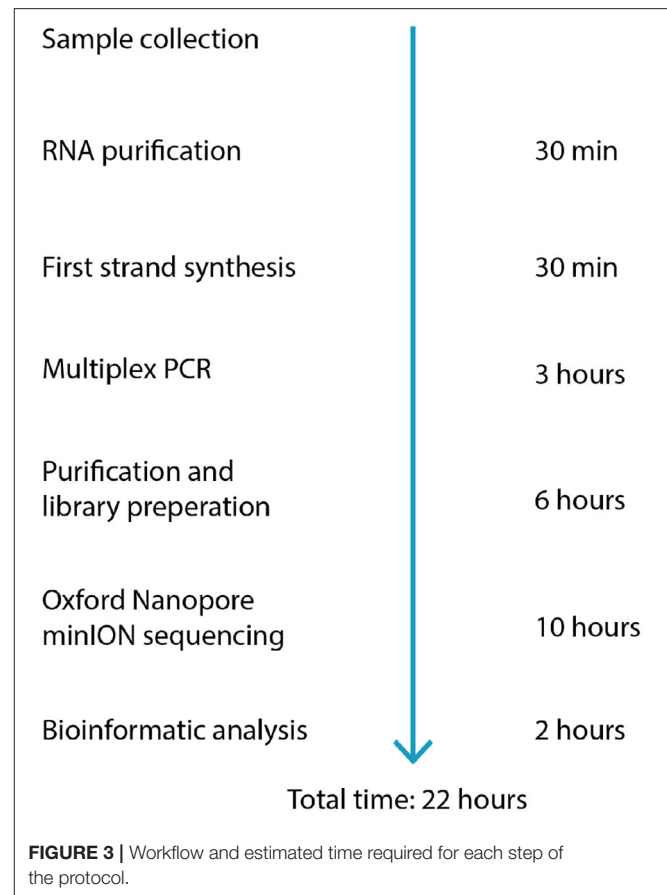 Sample collection
RNA purification 30 min
First strand synthesis 30 min
Multiplex PCR 3 hours
Purification and
library preperation 6 hours
Oxford Nanopore
minION sequencing 10 hours
Bioinformatic analysis 2 hours
Total time: 22 hours
FIGURE 3 | Workflow and estimated time required for each step of
the protocol.